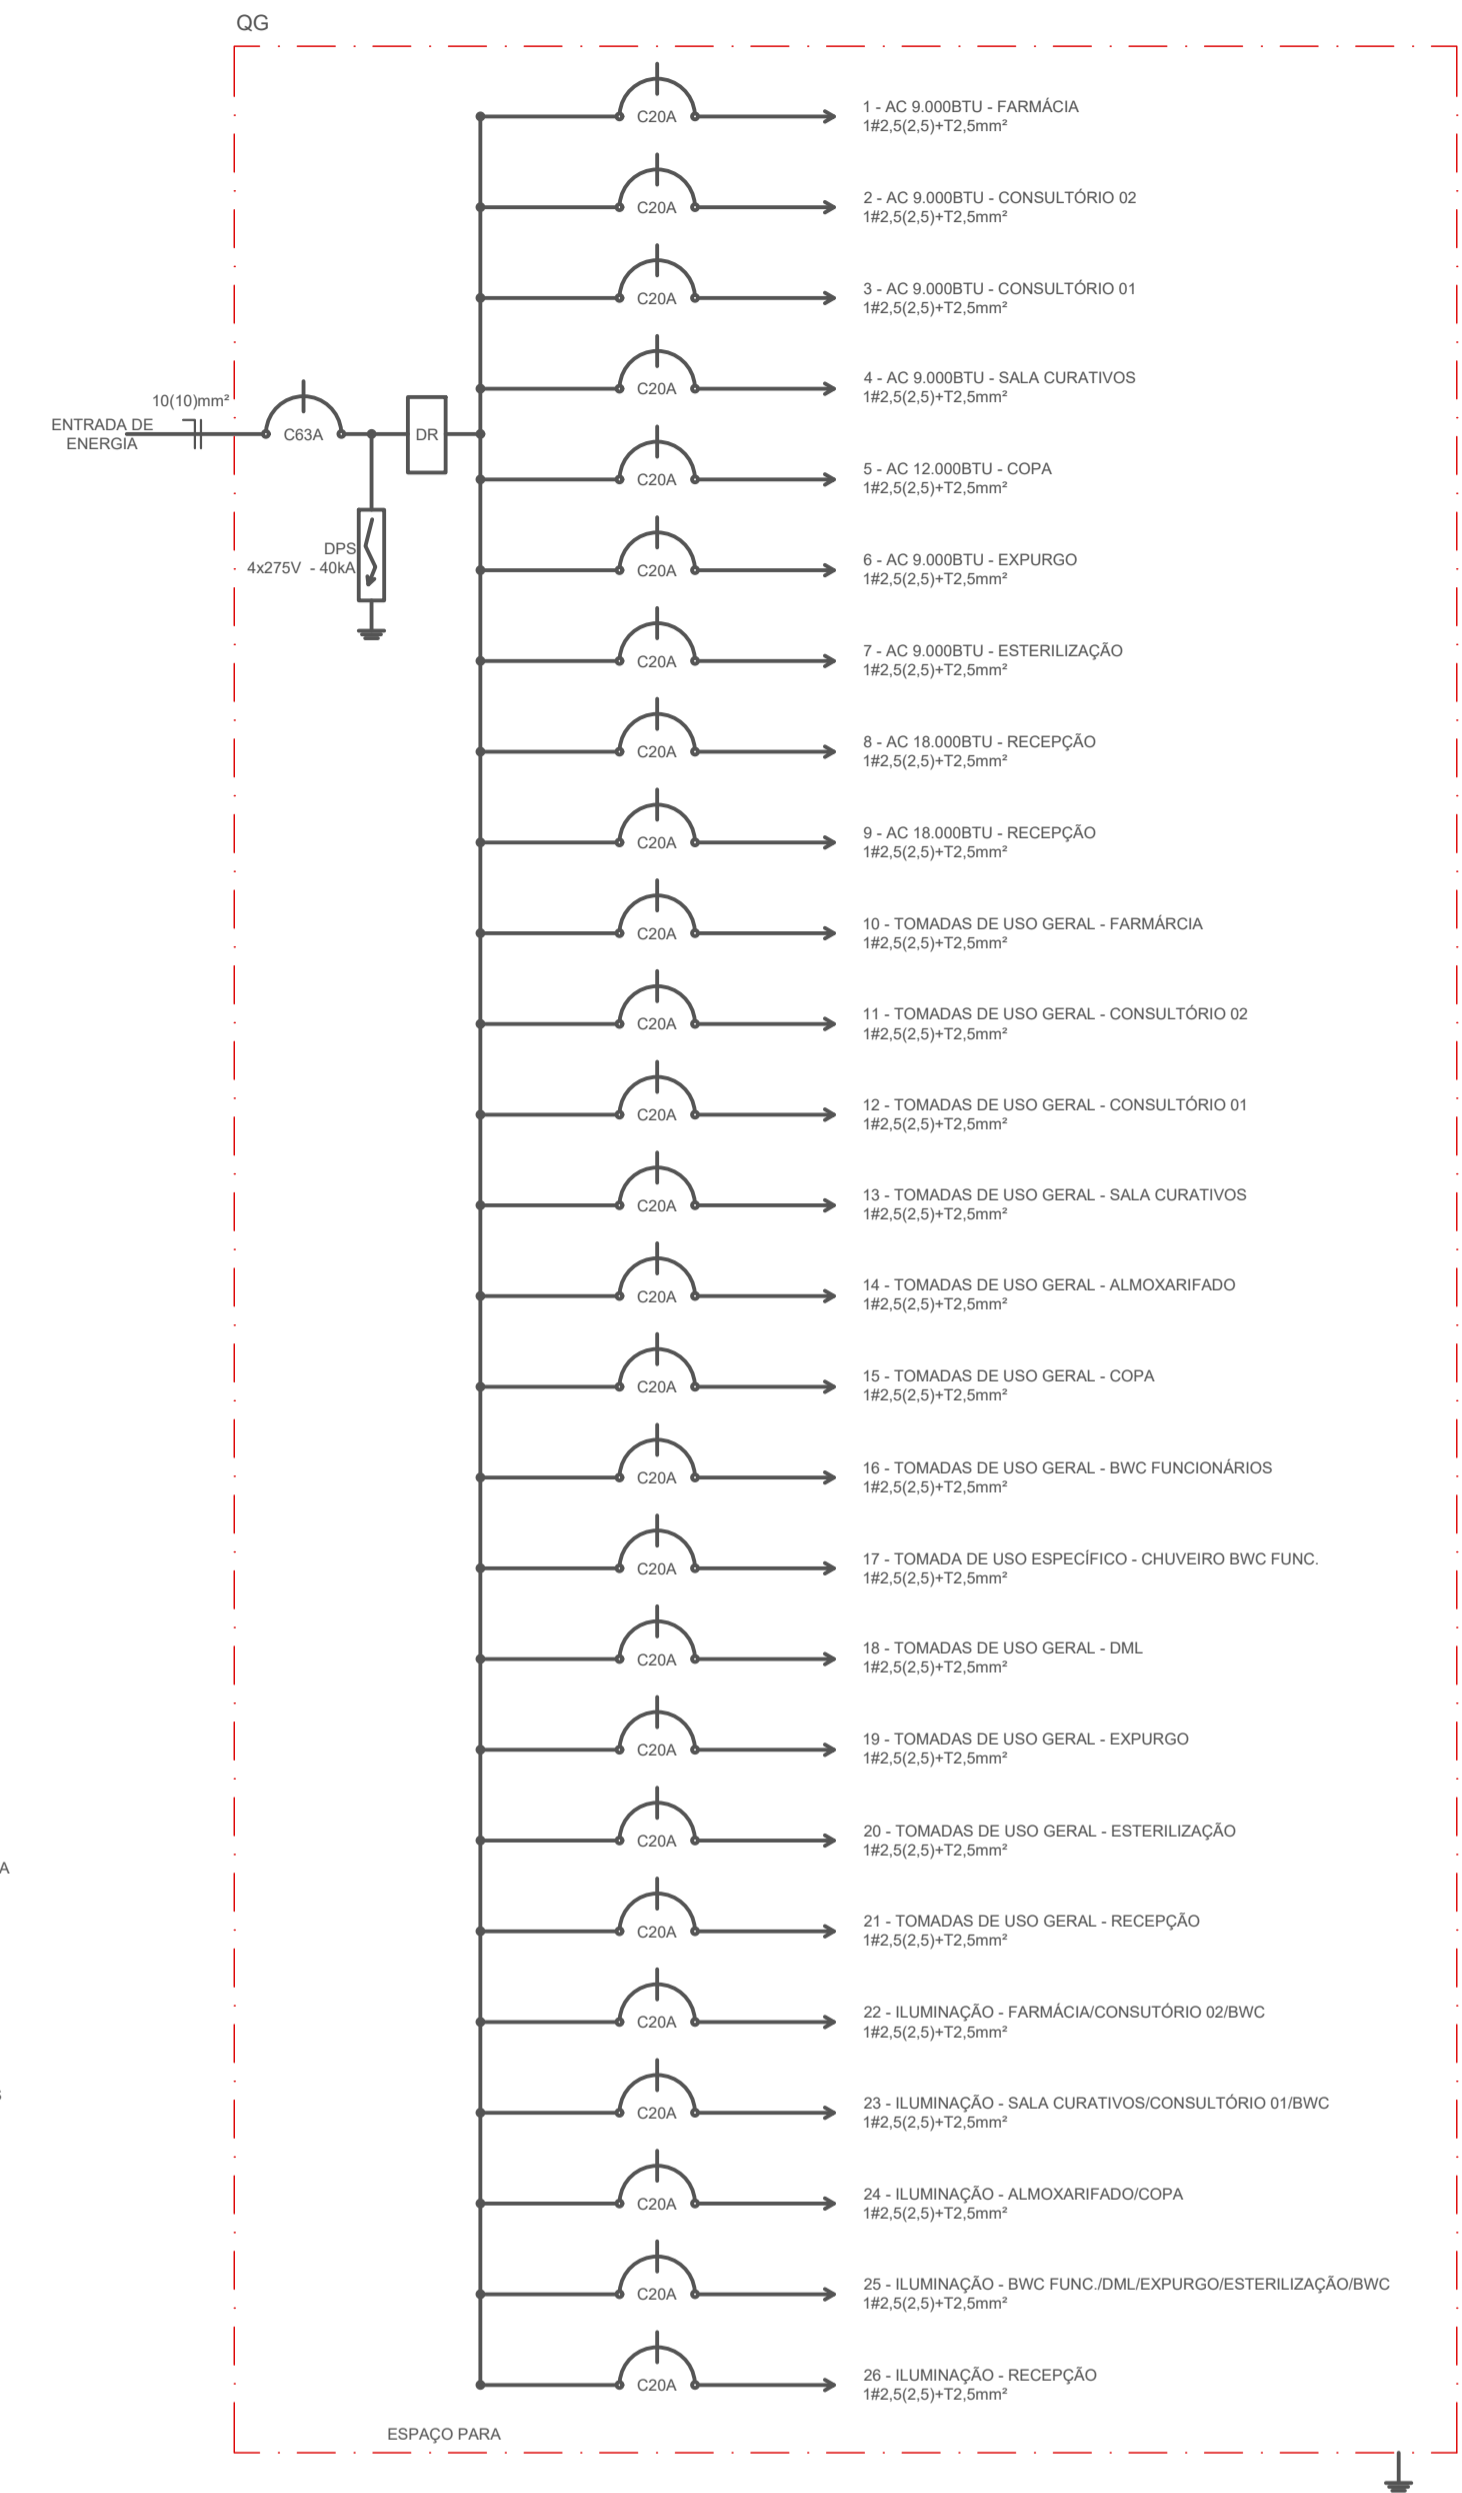 QG
C20A
1 - AC 9.000BTU - FARMÁCIA
1#2,5(2,5)+T2,5mm²
C20A
2 - AC 9.000BTU - CONSULTÓRIO 02
1#2,5(2,5)+T2,5mm²
C20A
3 - AC 9.000BTU - CONSULTÓRIO 01
1#2,5(2,5)+T2,5mm²
C20A
4 - AC 9.000BTU - SALA CURATIVOS
1#2,5(2,5)+T2,5mm²
10(10)mm²
ENTRADA DE
ENERGIA
C63A
DR
C20A
5 - AC 12.000BTU - COPA
1#2,5(2,5)+T2,5mm²
DPS
4x275V - 40kA
C20A
6 - AC 9.000BTU - EXPURGO
1#2,5(2,5)+T2,5mm²
C20A
7 - AC 9.000BTU - ESTERILIZAÇÃO
1#2,5(2,5)+T2,5mm²
C20A
8 - AC 18.000BTU - RECEPÇÃO
1#2,5(2,5)+T2,5mm²
C20A
9 - AC 18.000BTU - RECEPÇÃO
1#2,5(2,5)+T2,5mm²
C20A
10 - TOMADAS DE USO GERAL - FARMÁRCIA
1#2,5(2,5)+T2,5mm²
C20A
11 - TOMADAS DE USO GERAL - CONSULTÓRIO 02
1#2,5(2,5)+T2,5mm²
C20A
12 - TOMADAS DE USO GERAL - CONSULTÓRIO 01
1#2,5(2,5)+T2,5mm²
C20A
13 - TOMADAS DE USO GERAL - SALA CURATIVOS
1#2,5(2,5)+T2,5mm²
C20A
14 - TOMADAS DE USO GERAL - ALMOXARIFADO
1#2,5(2,5)+T2,5mm²
C20A
15 - TOMADAS DE USO GERAL - COPA
1#2,5(2,5)+T2,5mm²
C20A
16 - TOMADAS DE USO GERAL - BWC FUNCIONÁRIOS
1#2,5(2,5)+T2,5mm²
C20A
17 - TOMADA DE USO ESPECÍFICO - CHUVEIRO BWC FUNC.
1#2,5(2,5)+T2,5mm²
C20A
18 - TOMADAS DE USO GERAL - DML
1#2,5(2,5)+T2,5mm²
C20A
19 - TOMADAS DE USO GERAL - EXPURGO
1#2,5(2,5)+T2,5mm²
C20A
20 - TOMADAS DE USO GERAL - ESTERILIZAÇÃO
1#2,5(2,5)+T2,5mm²
A
C20A
21 - TOMADAS DE USO GERAL - RECEPÇÃO
1#2,5(2,5)+T2,5mm²
C20A
22 - ILUMINAÇÃO - FARMÁCIA/CONSUTÓRIO 02/BWC
1#2,5(2,5)+T2,5mm²
C20A
23 - ILUMINAÇÃO - SALA CURATIVOS/CONSULTÓRIO 01/BWC
1#2,5(2,5)+T2,5mm²
C20A
24 - ILUMINAÇÃO - ALMOXARIFADO/COPA
1#2,5(2,5)+T2,5mm²
C20A
25 - ILUMINAÇÃO - BWC FUNC./DML/EXPURGO/ESTERILIZAÇÃO/BWC
1#2,5(2,5)+T2,5mm²
C20A
26 - ILUMINAÇÃO - RECEPÇÃO
1#2,5(2,5)+T2,5mm²
ESPAÇO PARA